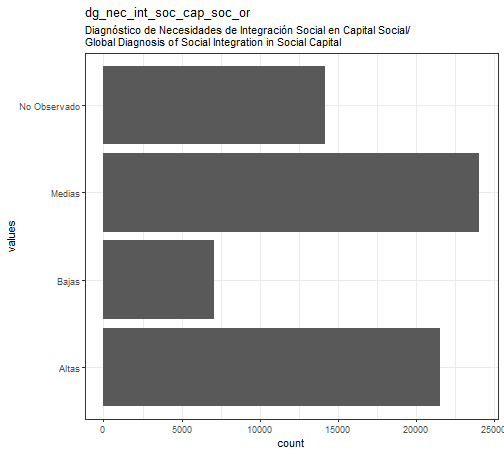 dg_nec_int_soc_cap_soc_or
Diagnóstico de Necesidades de Integración Social en Capital Social/
Global Diagnosis of Social Integration in Social Capital
No Observado
Medias
Bajas
Altas
values
0 5000 10000 15000 20000 25000
count